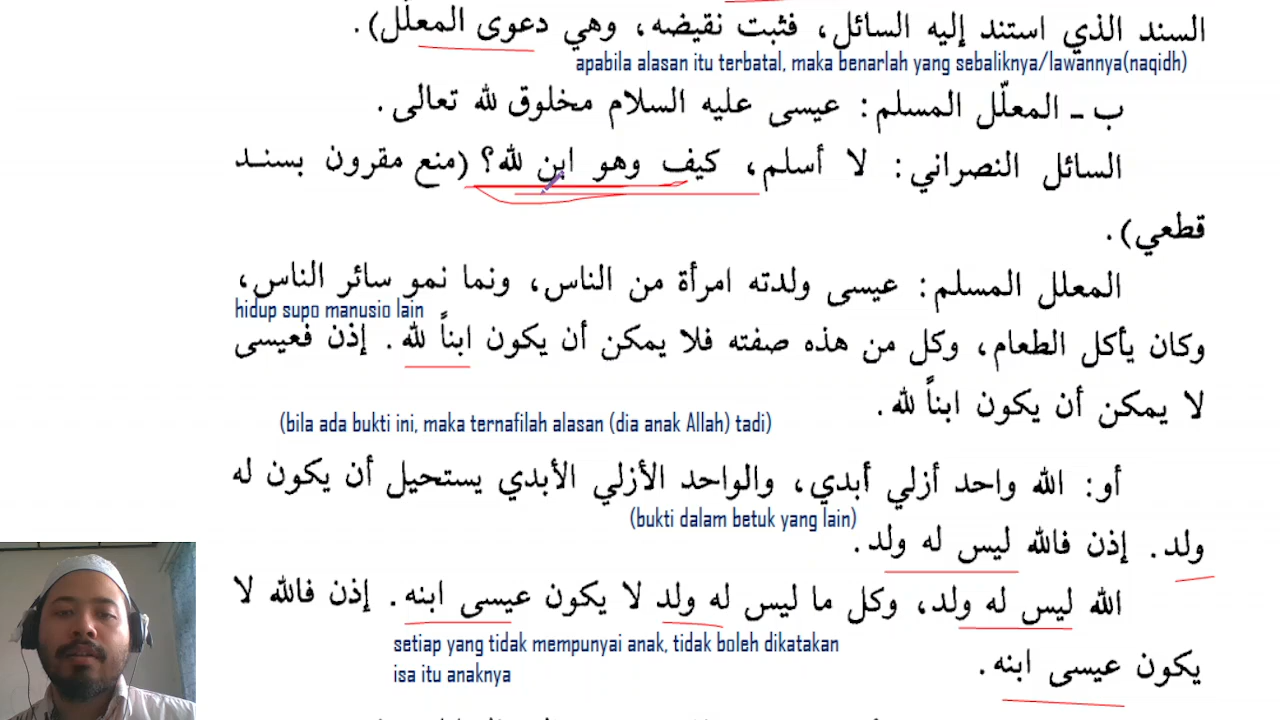 السند الذي استند إليه السائل، فثبت نقيضه، وهي دعوى المعلّل).
apabila alasan itu terbatal, maka benarlah yang sebaliknya/lawannya(naqidh)
ب ـ المعلّل المسلم: عيسى عليه السلام مخلوق لله تعالى.
السائل النصراني: لا أسلم، كيف وهو ابن لله؟ (منع مقرون بسنـد
قطعي).
المعلل المسلم: عيسى ولدته امرأة من الناس، ونما نمو سائر الناس،
hidup supo manusio lain
وكان يأكل الطعام، وكل من هذه صفته فلا يمكن أن يكون ابناً لله. إذن فعيسى
لا يمكن أن يكون ابناً لله.
(bila ada bukti ini, maka ternafilah alasan (dia anak Allah) tadi)
أو: الله واحد أزلي أبدي، والواحد الأزلي الأبدي يستحيل أن يكون له
(bukti dalam betuk yang lain)
ولد. إذن فالله ليس له ولد.
الله ليس له ولد، وكل ما ليس له ولد لا يكون عيسى ابنه. إذن فالله لا
setiap yang tidak mempunyai anak, tidak boleh dikatakan
isa itu anaknya
يكون عيسى ابنه.